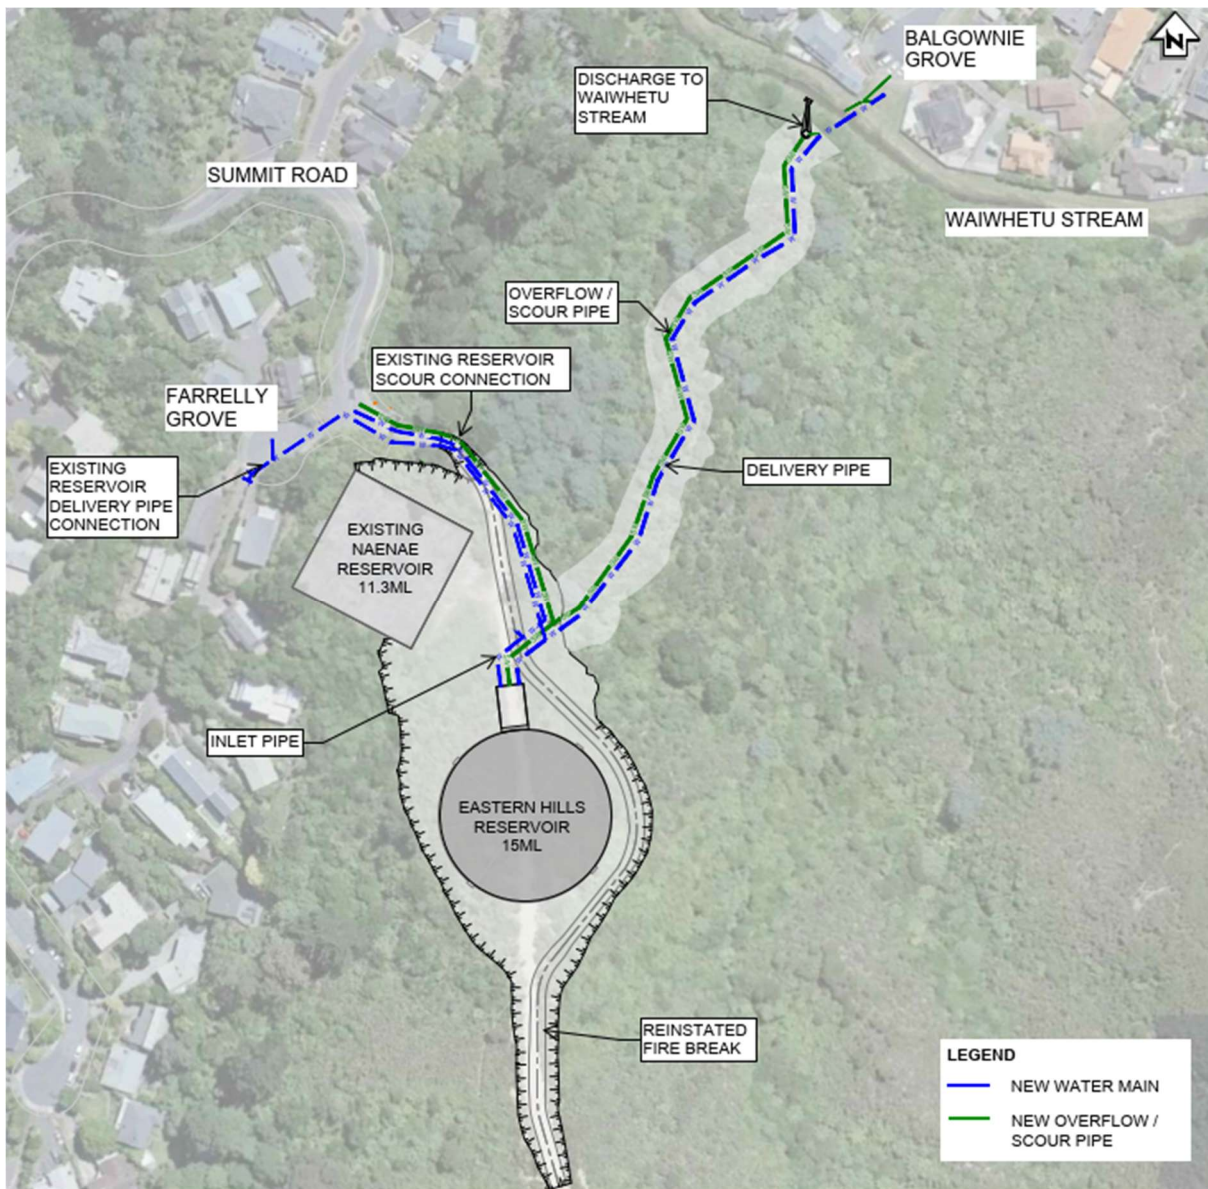 BALGOWNIE
GROVE
N
DISCHARGE TO
WAIWHETU
STREAM
SUMMIT ROAD
WAIWHETU STREAM
OVERFLOW /
SCOUR PIPE
EXISTING RESERVOIR
SCOUR CONNECTION
FARRELLY
GROVE
EXISTING
RESERVOIR
DELIVERY PIPE
CONNECTION
DELIVERY PIPE
EXISTING
NAENAE
RESERVOIR
11.3ML
INLET PIPE
EASTERN HILLS
RESERVOIR
15ML
REINSTATED
FIRE BREAK
LEGEND
NEW WATER MAIN
NEW OVERFLOW /
SCOUR PIPE